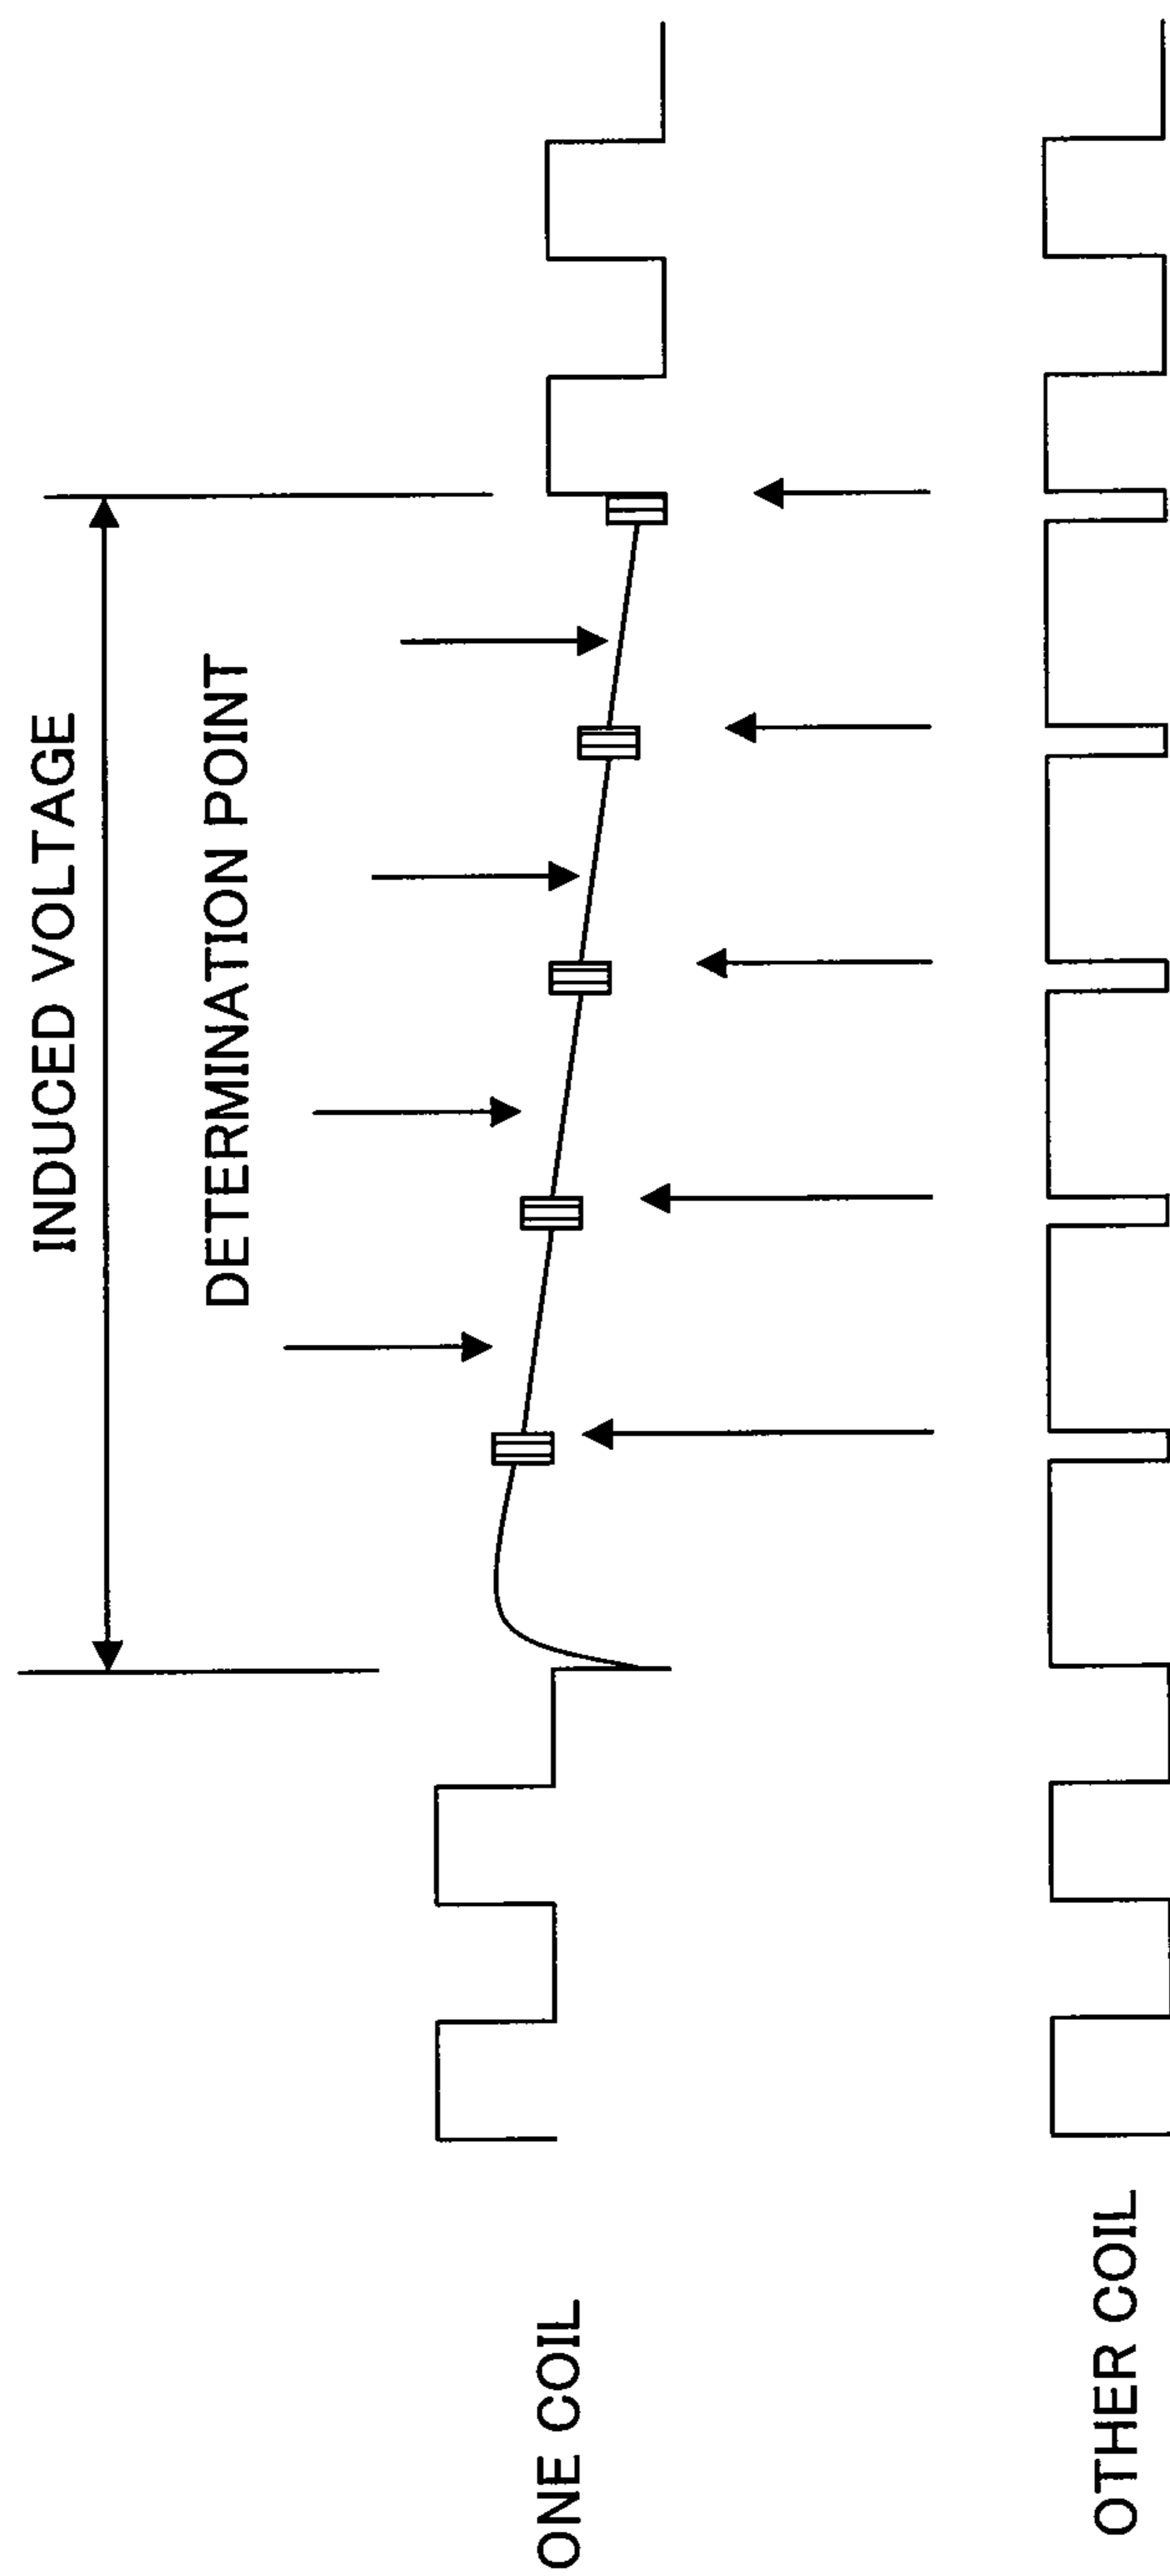 INDUCED VOLTAGE
DETERMINATION POINT
ONE COIL
OTHER COIL